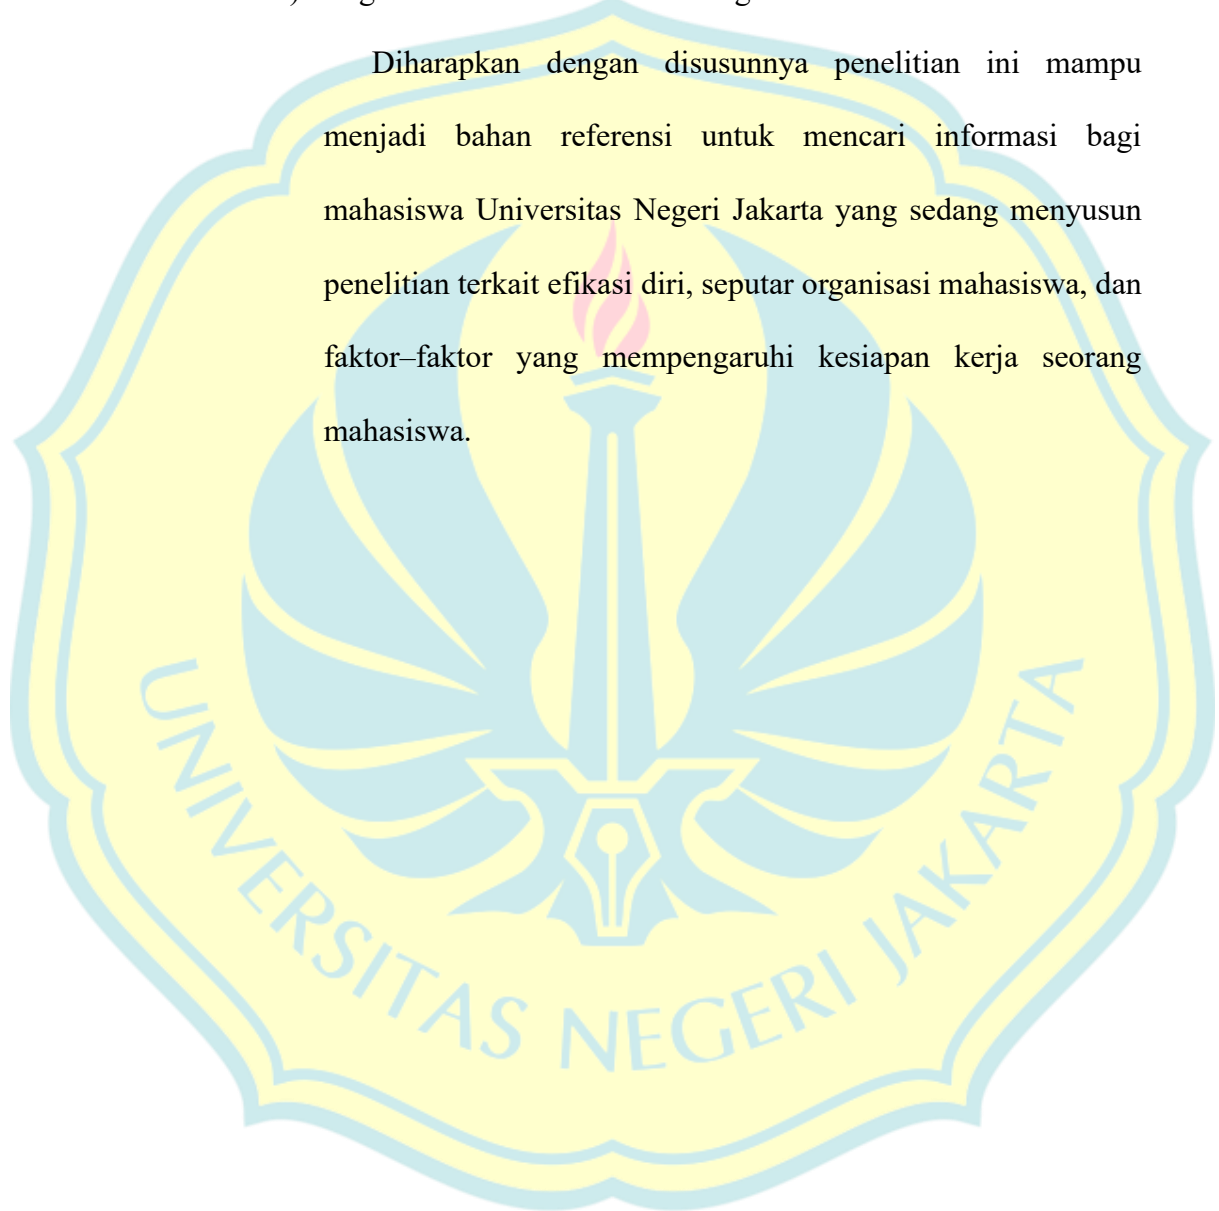 Diharapkan dengan disusunnya penelitian ini mampu
menjadi bahan referensi untuk mencari informasi bagi
mahasiswa Universitas Negeri Jakarta yang sedang menyusun
penelitian terkait efikasi diri, seputar organisasi mahasiswa, dan
faktor–faktor yang mempengaruhi kesiapan kerja seorang
mahasiswa.
UNIVERSITAS NEGERI JAKARTA